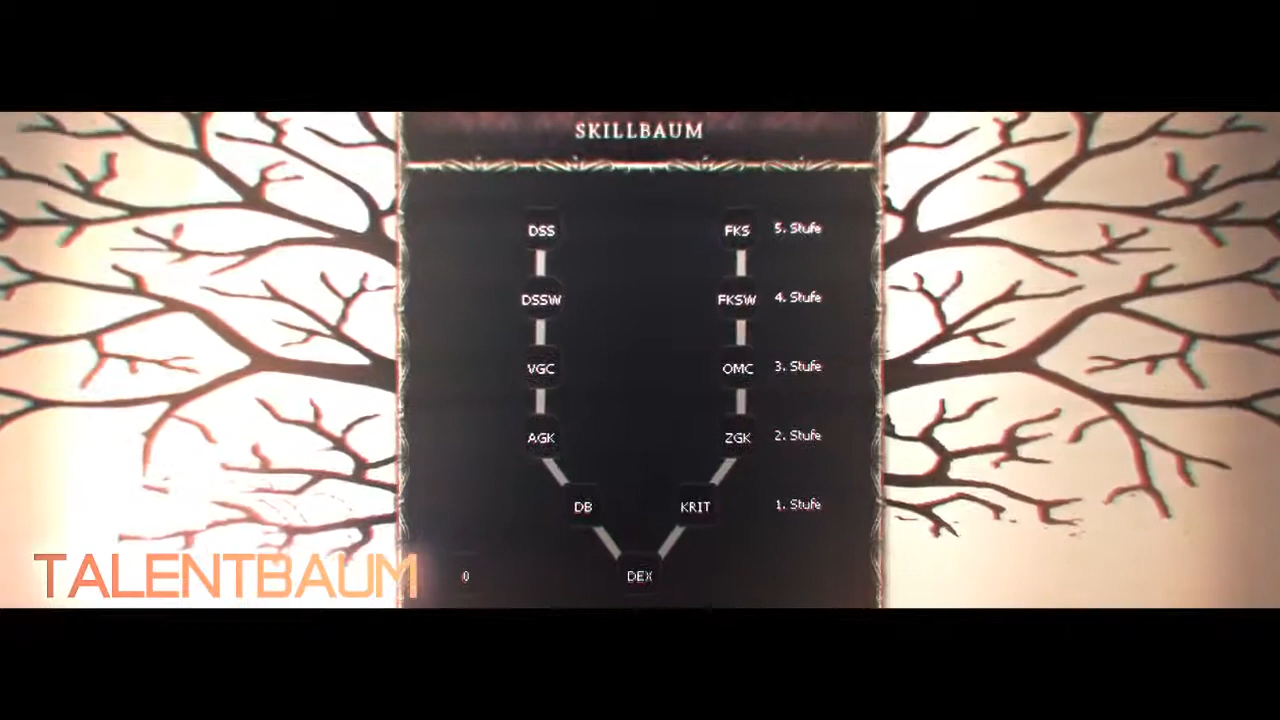 SKILLBAUM
DSS FKS 5. Stufe
DSSW FKSW 4. Stufe
VGC OMC 3. Stufe
AGK ZGK 2. Stufe
DB KRIT 1. Stufe
0 DEX
TALENTBAUM